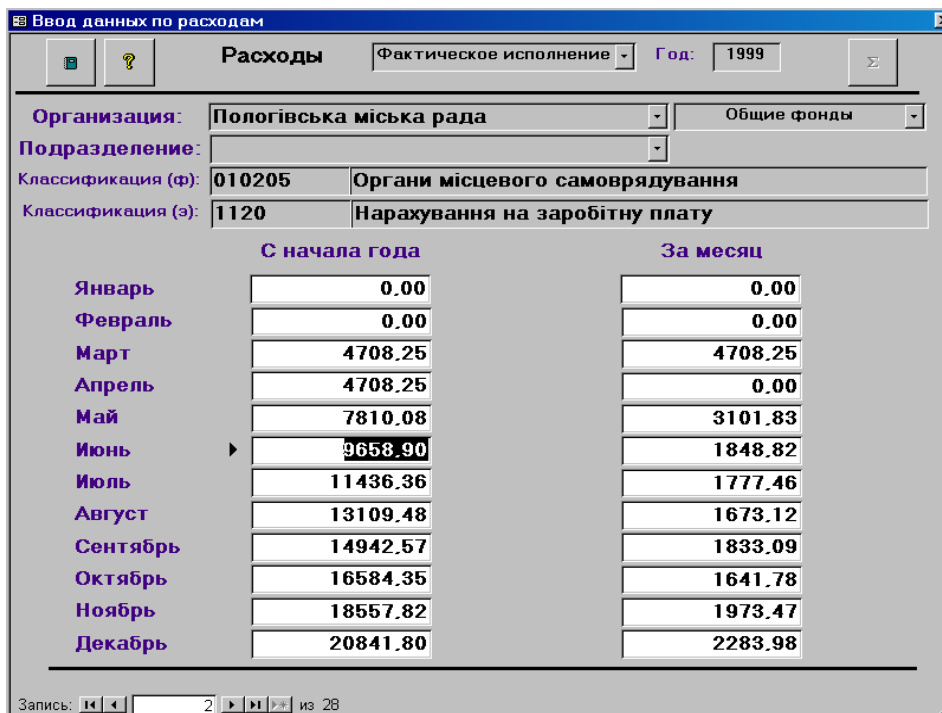 Ввод данных по расходам
Расходы Фактическое исполнение Год: 1999 Σ
Организация: Пологівська міська рада Общие фонды
Подразделение:
Классификация (ф): 010205 Органи місцевого самоврядування
Классификация (э): 1120 Нарахування на заробітну плату
С начала года За месяц
Январь 0,00 0,00
Февраль 0,00 0,00
Март 4708,25 4708,25
Апрель 4708,25 0,00
Май 7810,08 3101,83
Июнь 9658,90 1848,82
Июль 11436,36 1777,46
Август 13109,48 1673,12
Сентябрь 14942,57 1833,09
Октябрь 16584,35 1641,78
Ноябрь 18557,82 1973,47
Декабрь 20841,80 2283,98
Запись: 2 из 28